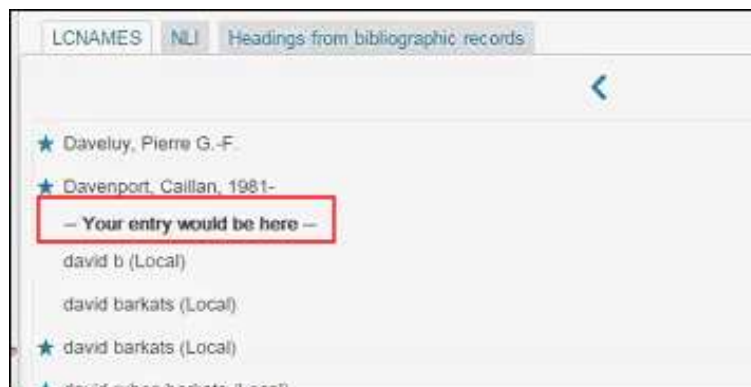 LCNAMES NLI Headings from bibliographic records
Daveluy, Pierre G.-F.
Davenport, Caillan, 1981-
-- Your entry would be here --
david b (Local)
david barkats (Local)
david barkats (Local)